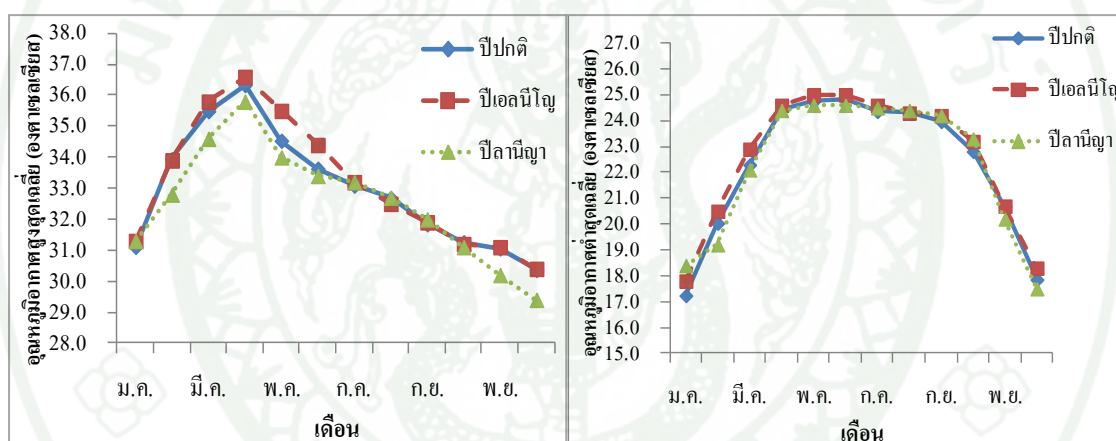 อุณหภูมิอากาศสูงสุดเฉลี่ย (องศาเซลเซียส)
38.0
37.0
36.0
35.0
34.0
33.0
32.0
31.0
30.0
29.0
28.0
ม.ค.
มี.ค.
พ.ค.
ก.ค.
ก.ย.
พ.ย.
เดือน
ปีปกติ
ปีเอลนีโญ
ปีลานีญา
อุณหภูมิอากาศต่ำสุดเฉลี่ย (องศาเซลเซียส)
27.0
26.0
25.0
24.0
23.0
22.0
21.0
20.0
19.0
18.0
17.0
16.0
15.0
ม.ค.
มี.ค.
พ.ค.
ก.ค.
ก.ย.
พ.ย.
เดือน
ปีปกติ
ปีเอลนีโญ
ปีลานีญา